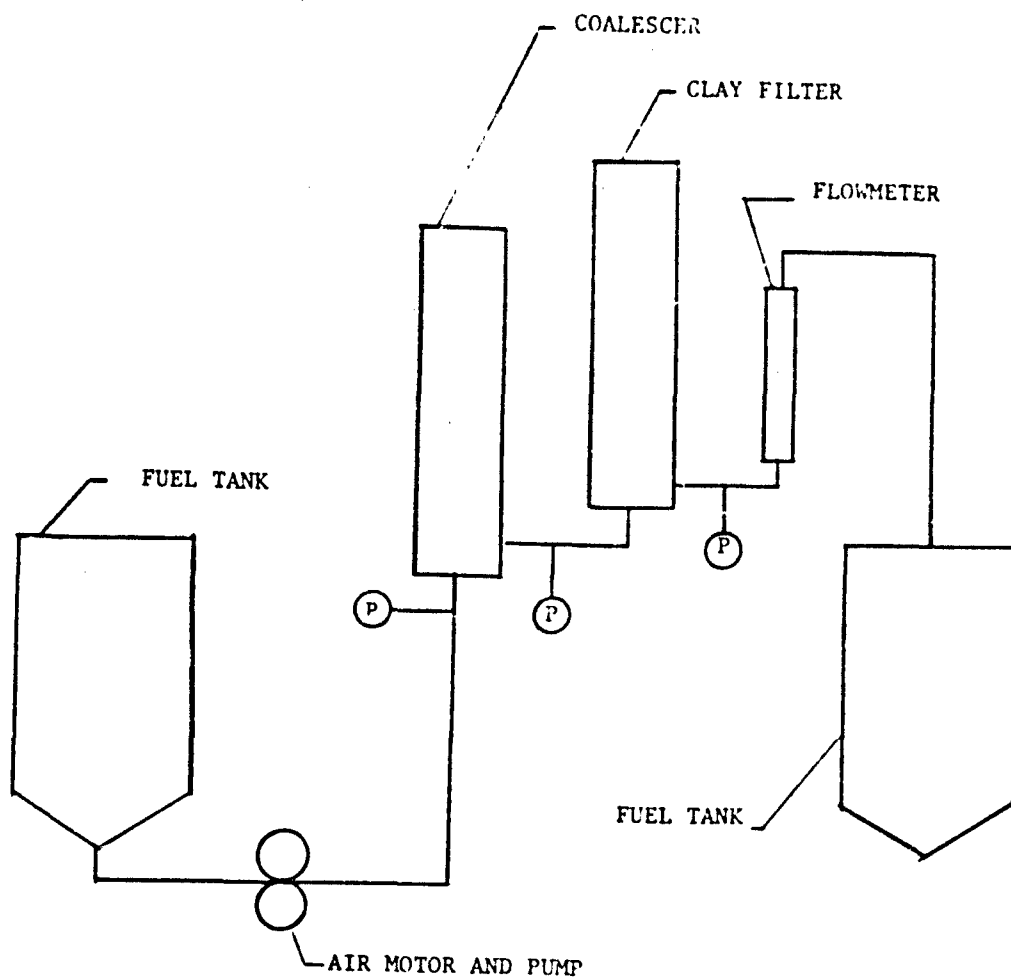 COALESCER
CLAY FILTER
FLOWMETER
FUEL TANK
P
P
P
FUEL TANK
AIR MOTOR AND PUMP